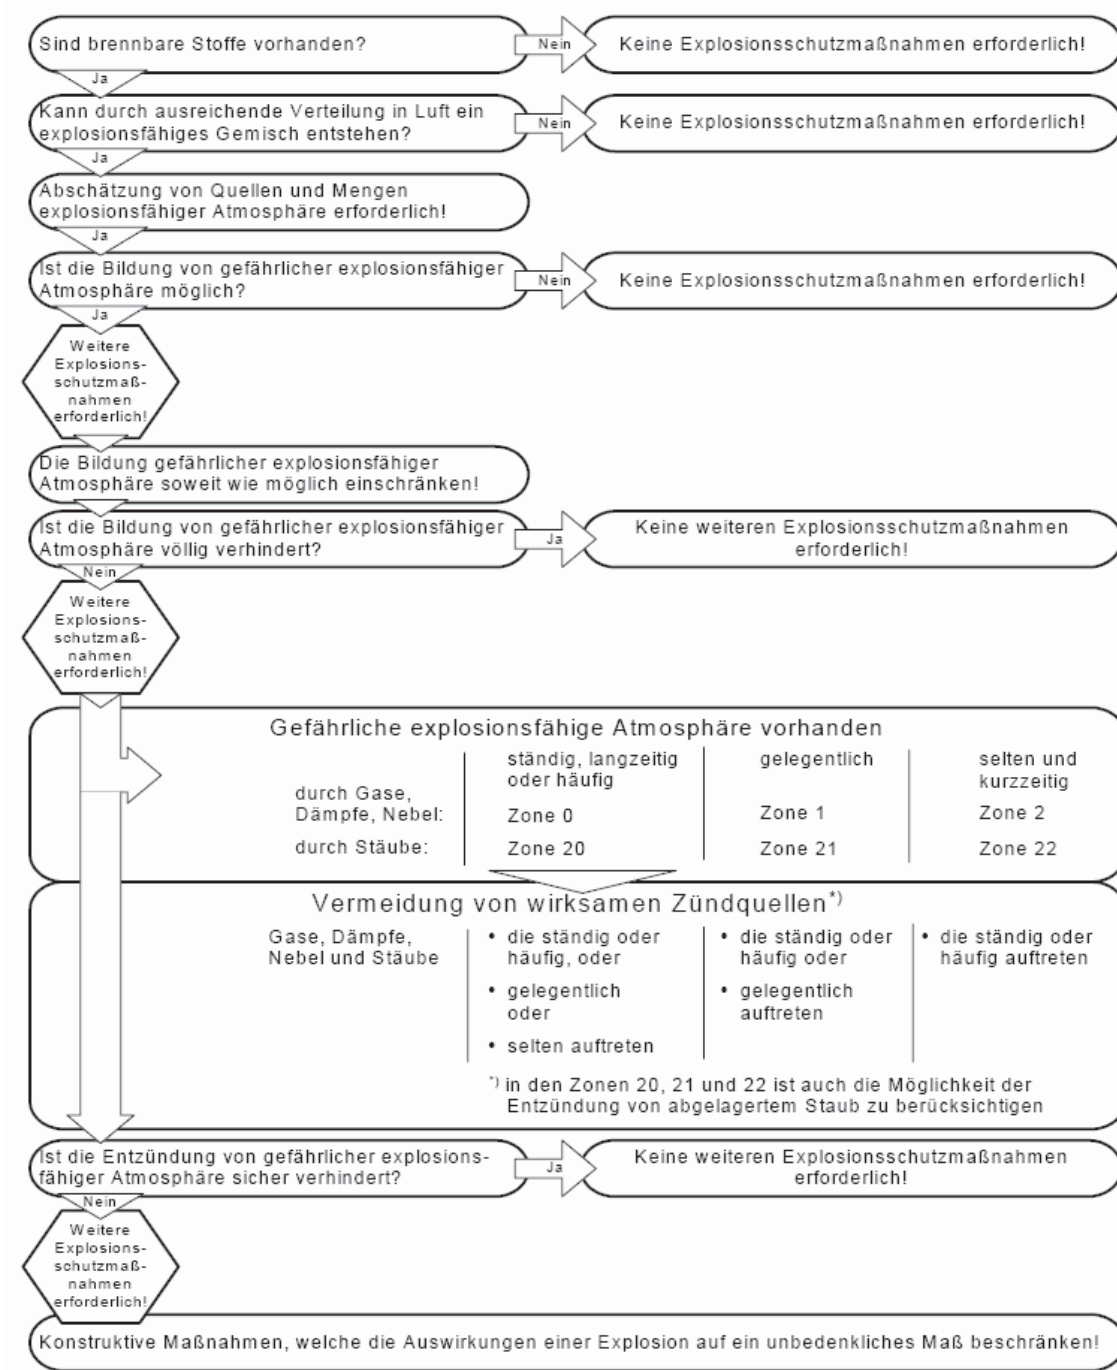 Sind brennbare Stoffe vorhanden?
Nein
Keine Explosionsschutzmaßnahmen erforderlich!
Ja
Kann durch ausreichende Verteilung in Luft ein
explosionsfähiges Gemisch entstehen?
Nein
Keine Explosionsschutzmaßnahmen erforderlich!
Ja
Abschätzung von Quellen und Mengen
explosionsfähiger Atmosphäre erforderlich!
Ja
Ist die Bildung von gefährlicher explosionsfähiger
Atmosphäre möglich?
Nein
Keine Explosionsschutzmaßnahmen erforderlich!
Ja
Weitere
Explosions-
schutzmaß-
nahmen
erforderlich!
Die Bildung gefährlicher explosionsfähiger
Atmosphäre soweit wie möglich einschränken!
Ist die Bildung von gefährlicher explosionsfähiger
Atmosphäre völlig verhindert?
Ja
Keine weiteren Explosionsschutzmaßnahmen
erforderlich!
Nein
Weitere
Explosions-
schutzmaß-
nahmen
erforderlich!
Gefährliche explosionsfähige Atmosphäre vorhanden
ständig, langzeitig
oder häufig
gelegentlich
selten und
kurzzeitig
durch Gase,
Dämpfe, Nebel:
Zone 0
Zone 1
Zone 2
durch Stäube:
Zone 20
Zone 21
Zone 22
Vermeidung von wirksamen Zündquellen*)
Gase, Dämpfe,
Nebel und Stäube
• die ständig oder
häufig, oder
• gelegentlich
oder
• selten auftreten
• die ständig oder
häufig oder
• gelegentlich
auftreten
• die ständig oder
häufig auftreten
*) in den Zonen 20, 21 und 22 ist auch die Möglichkeit der
Entzündung von abgelagertem Staub zu berücksichtigen
Ist die Entzündung von gefährlicher explosions-
fähiger Atmosphäre sicher verhindert?
Ja
Keine weiteren Explosionsschutzmaßnahmen
erforderlich!
Nein
Weitere
Explosions-
schutzmaß-
nahmen
erforderlich!
Konstruktive Maßnahmen, welche die Auswirkungen einer Explosion auf ein unbedenkliches Maß beschränken!